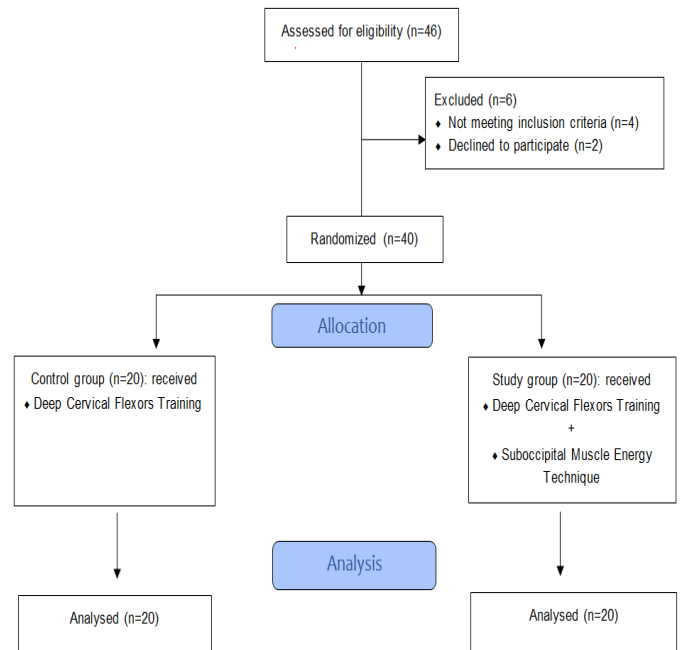 Assessed for eligibility (n=46)
Excluded (n=6)
♦ Not meeting inclusion criteria (n=4)
♦ Declined to participate (n=2)
Randomized (n=40)
Allocation
Control group (n=20): received
♦ Deep Cervical Flexors Training
Study group (n=20): received
♦ Deep Cervical Flexors Training
+
♦ Suboccipital Muscle Energy
Technique
Analysis
Analysed (n=20)
Analysed (n=20)